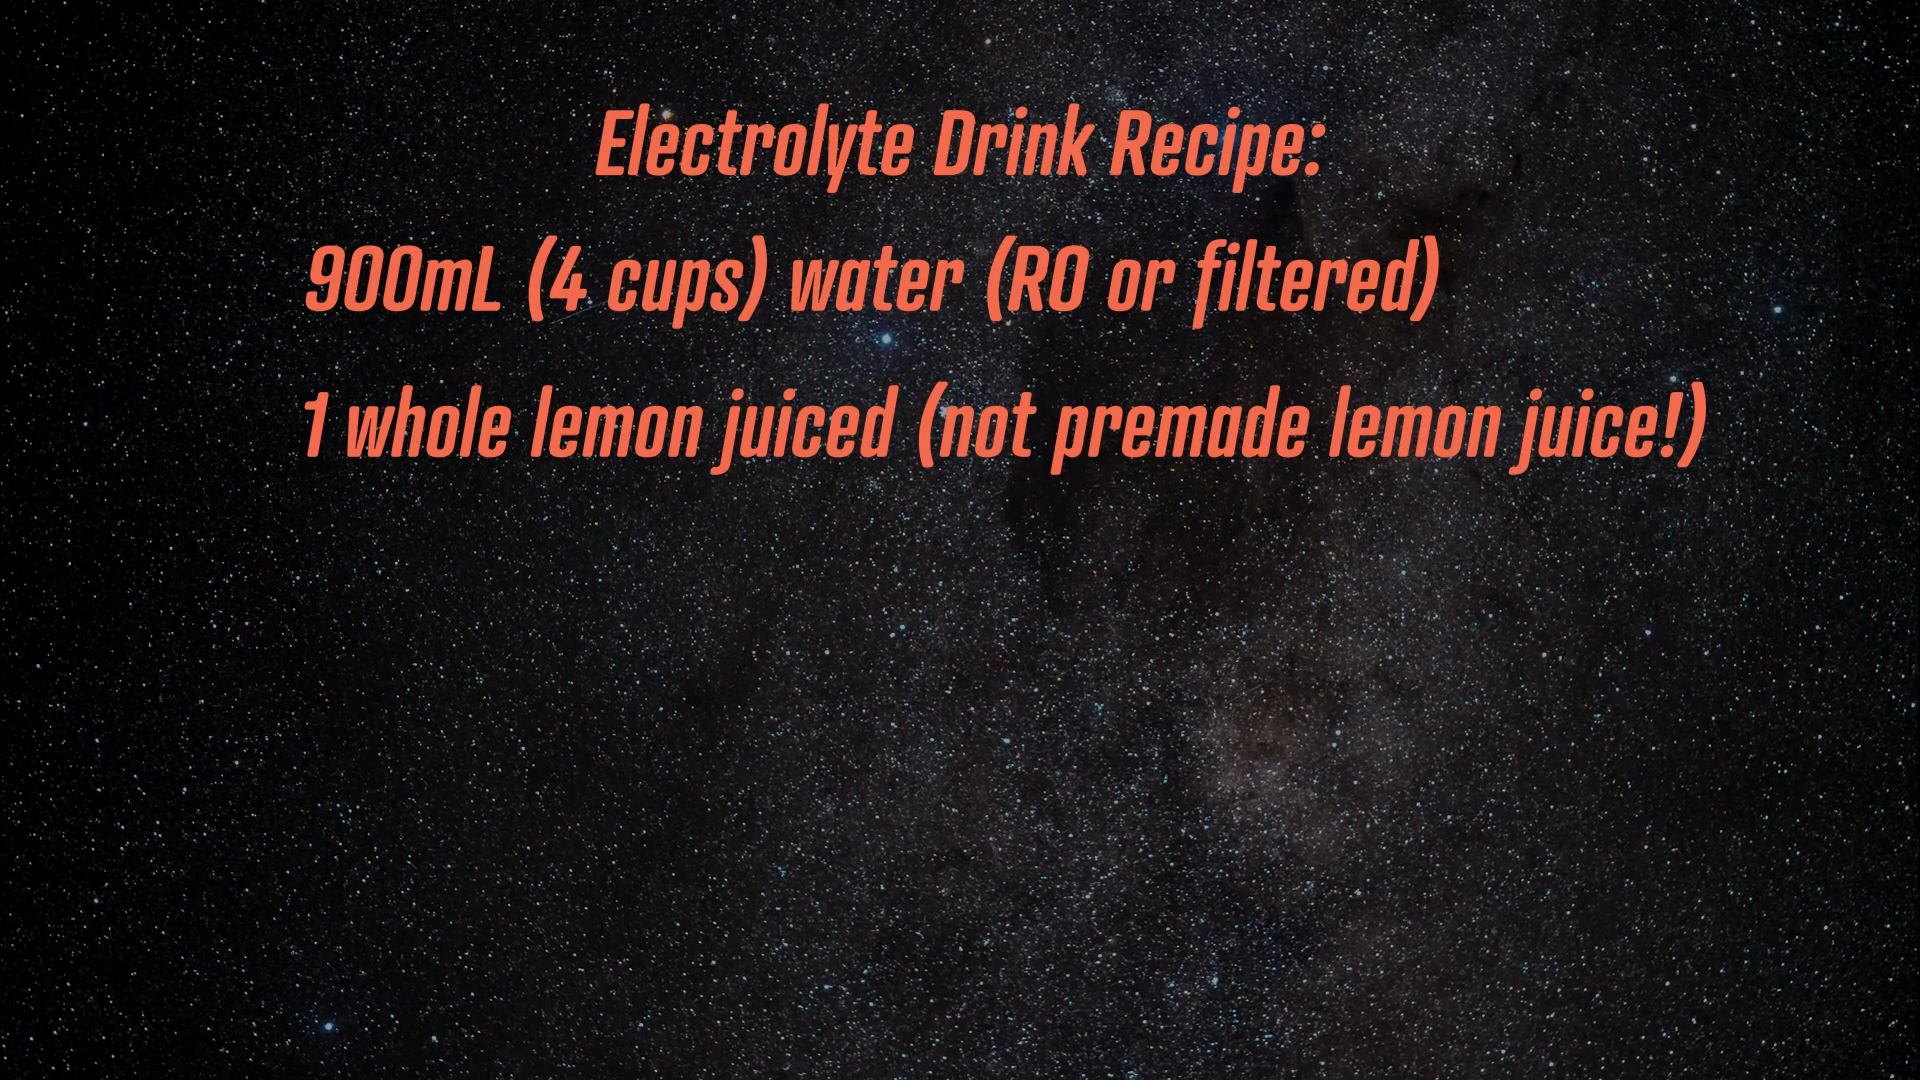 Electrolyte Drink Recipe:
900mL (4 cups) water (RO or filtered)
1 whole lemon juiced (not premade lemon juice!)